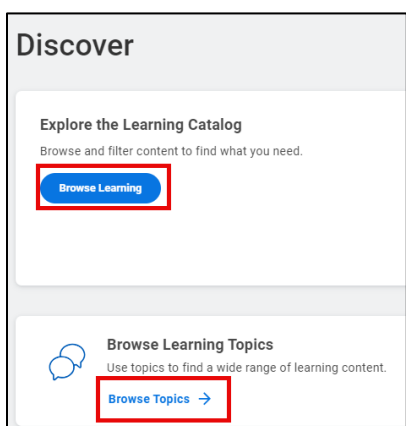 Discover
Explore the Learning Catalog
Browse and filter content to find what you need.
Browse Learning
Browse Learning Topics
Use topics to find a wide range of learning content.
Browse Topics →